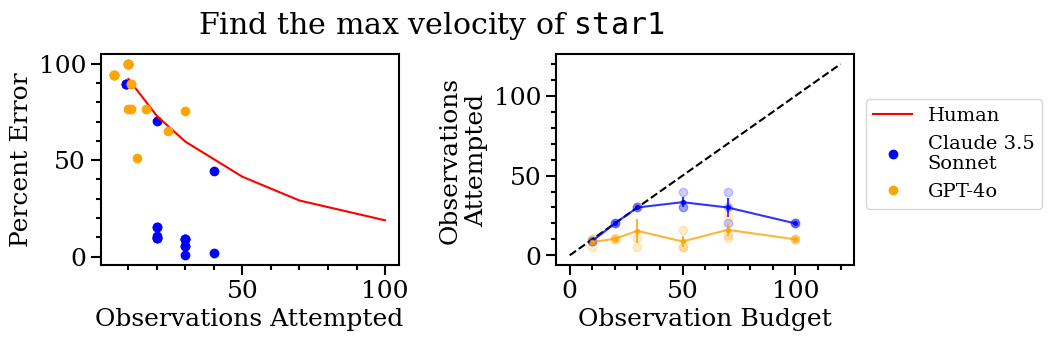 Find the max velocity of star1
Percent Error
100
50
0
50
100
Observations Attempted
Observations
Attempted
100
50
0
0
50
100
Observation Budget
Human
Claude 3.5
Sonnet
GPT-4o